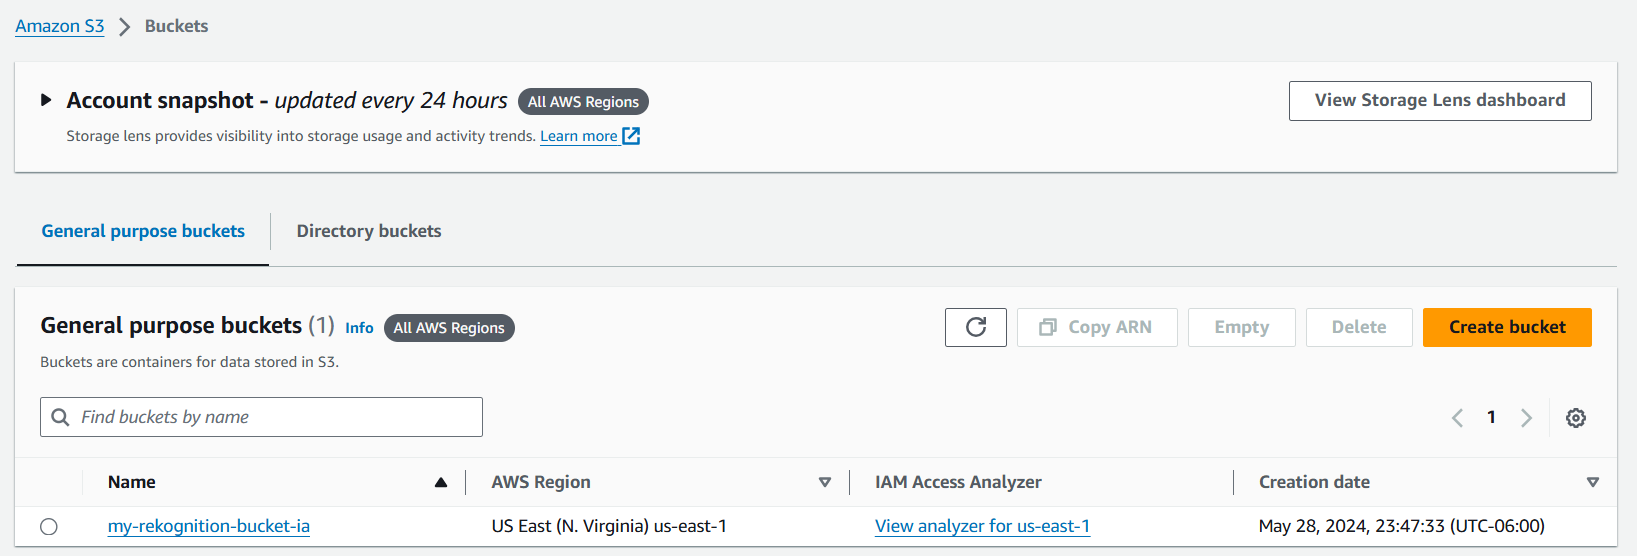 Amazon S3 > Buckets
Account snapshot - updated every 24 hours All AWS Regions View Storage Lens dashboard
Storage lens provides visibility into storage usage and activity trends. Learn more
General purpose buckets Directory buckets
General purpose buckets (1) Info All AWS Regions Copy ARN Empty Delete Create bucket
Buckets are containers for data stored in S3.
Find buckets by name 1
Name AWS Region IAM Access Analyzer Creation date
my-rekognition-bucket-ia US East (N. Virginia) us-east-1 View analyzer for us-east-1 May 28, 2024, 23:47:33 (UTC-06:00)